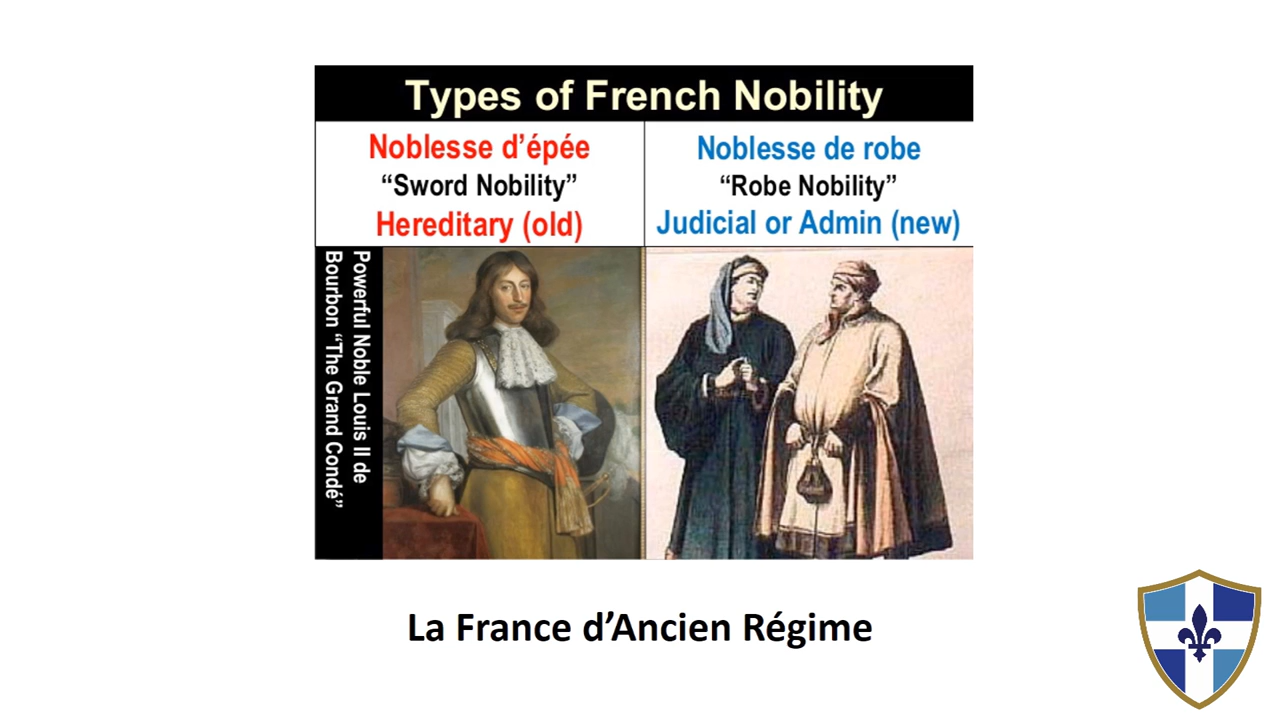 Types of French Nobility
Noblesse d’épée
“Sword Nobility”
Hereditary (old)
Noblesse de robe
“Robe Nobility”
Judicial or Admin (new)
Powerful Noble Louis II de
Bourbon “The Grand Condé”
La France d’Ancien Régime